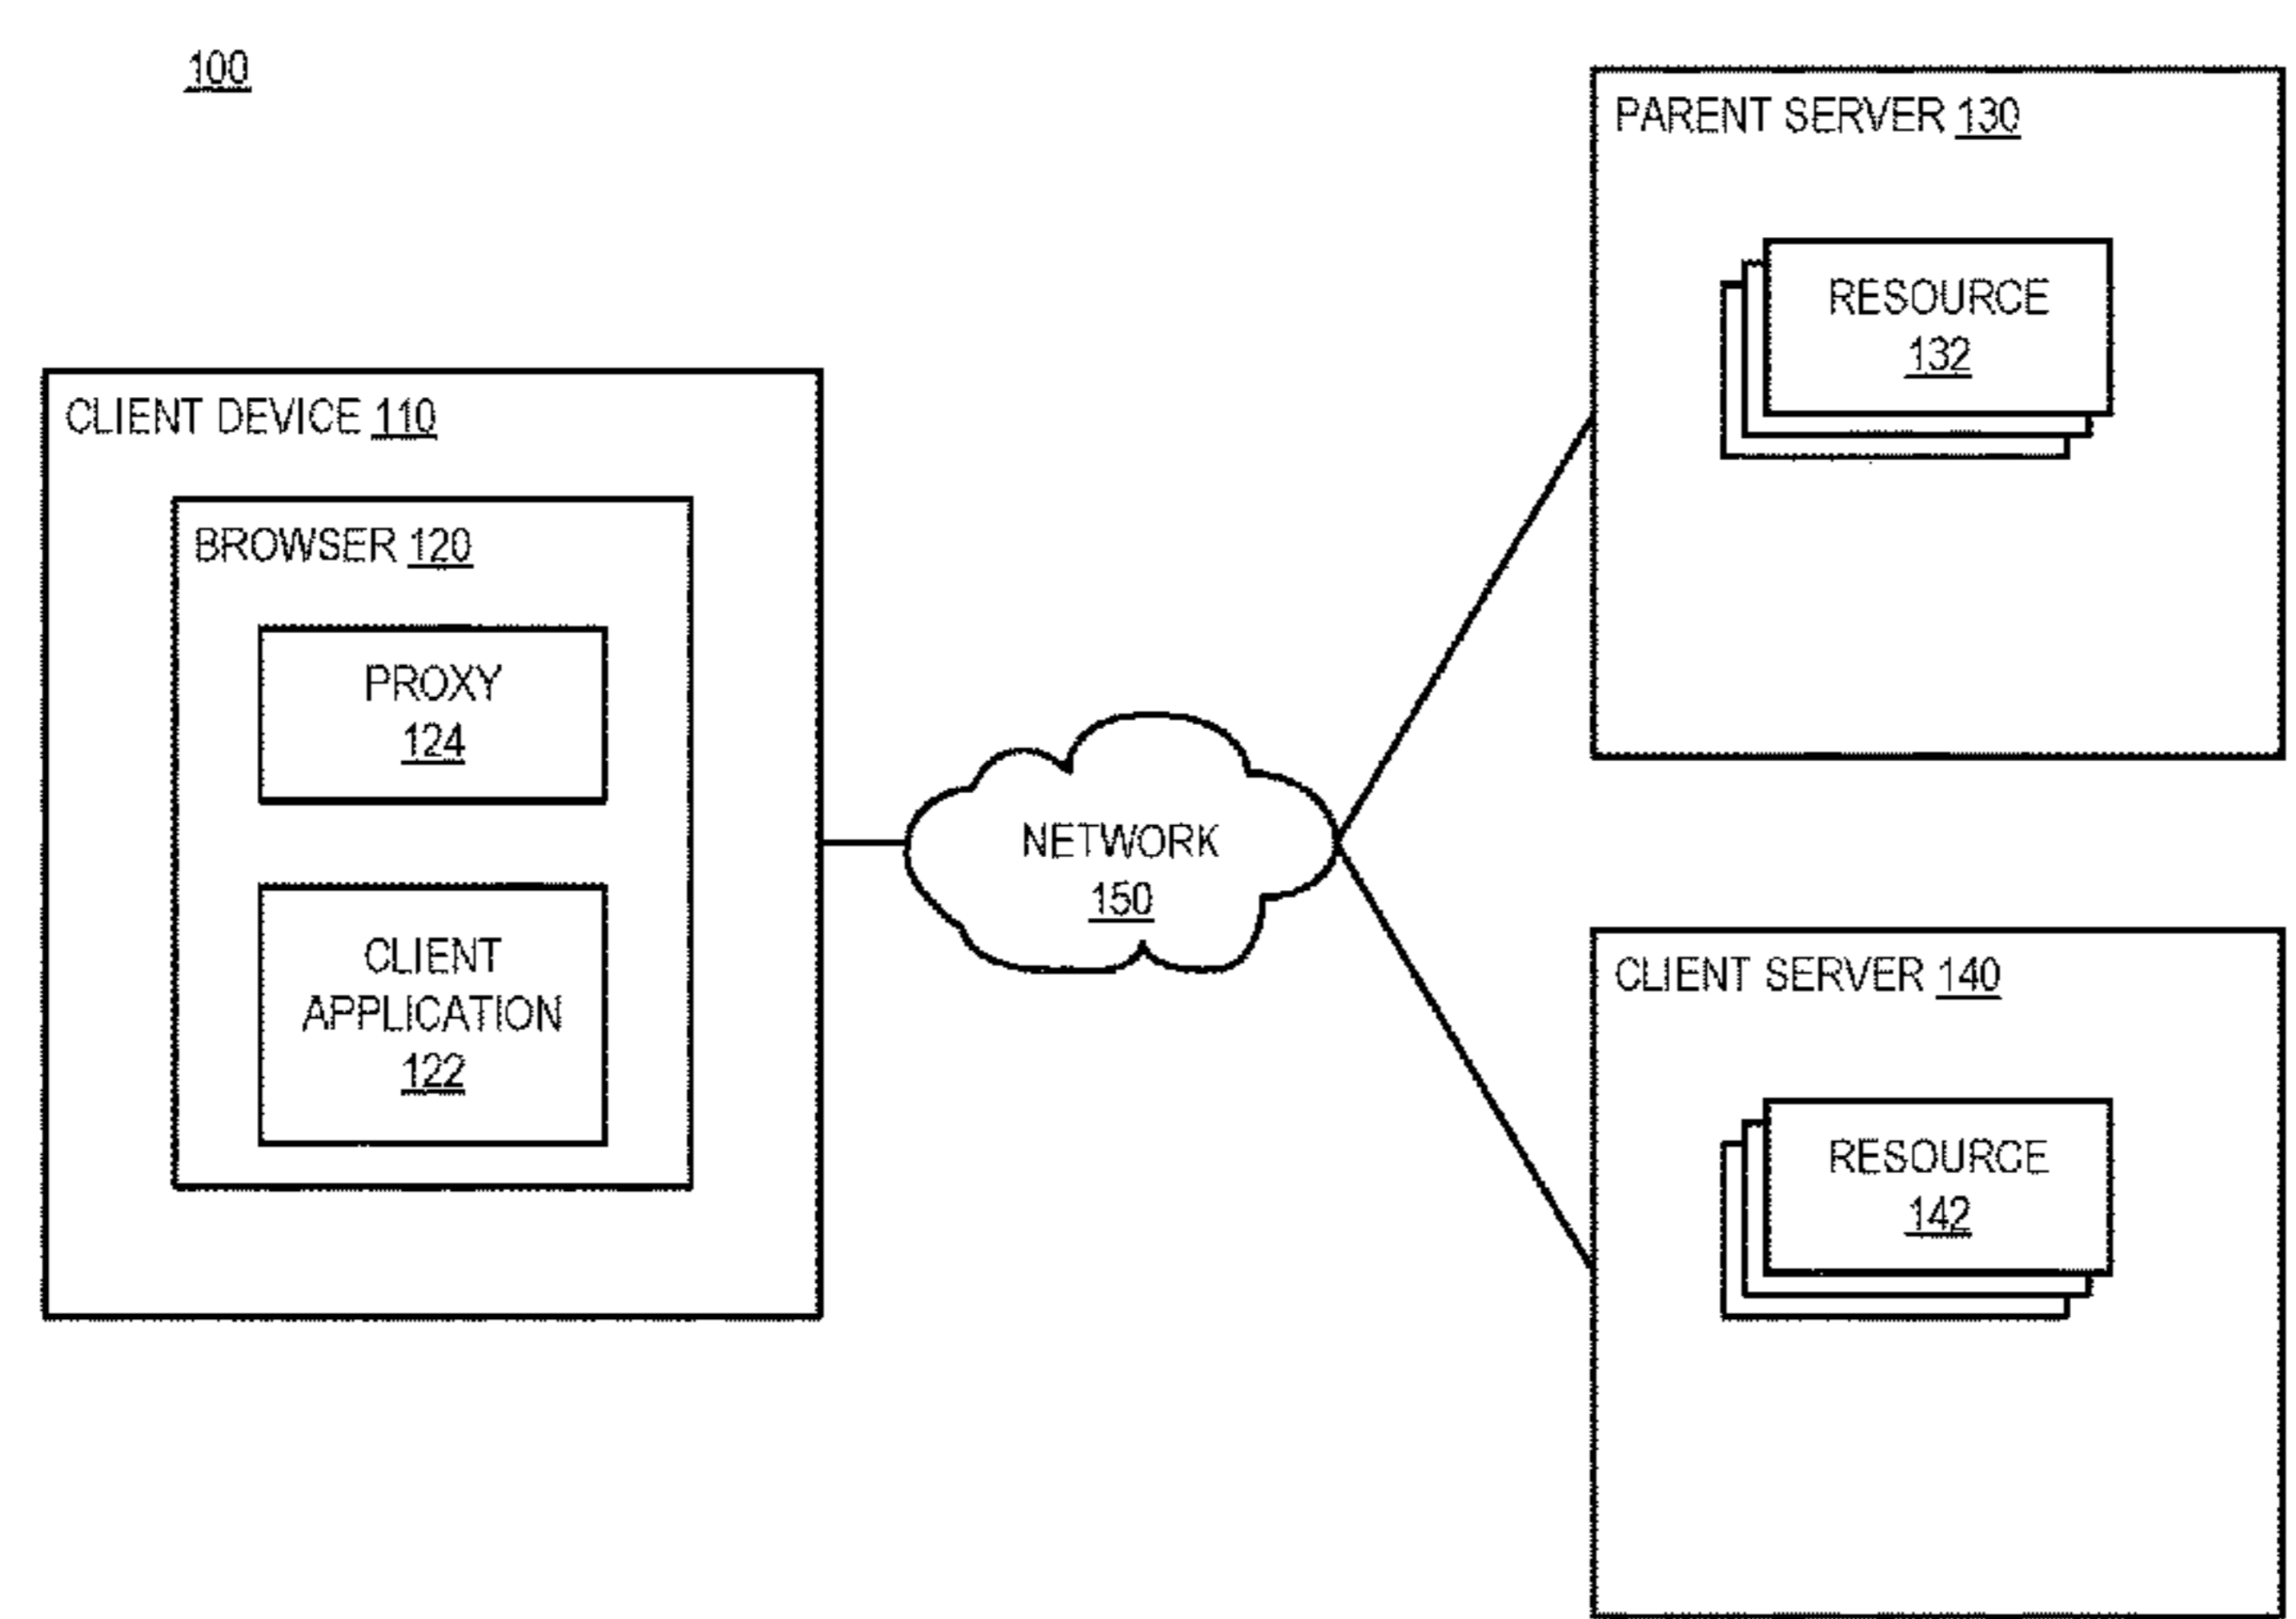 100
CLIENT DEVICE 110
BROWSER 120
PROXY
124
CLIENT
APPLICATION
122
NETWORK
150
PARENT SERVER 130
RESOURCE
132
CLIENT SERVER 140
RESOURCE
142